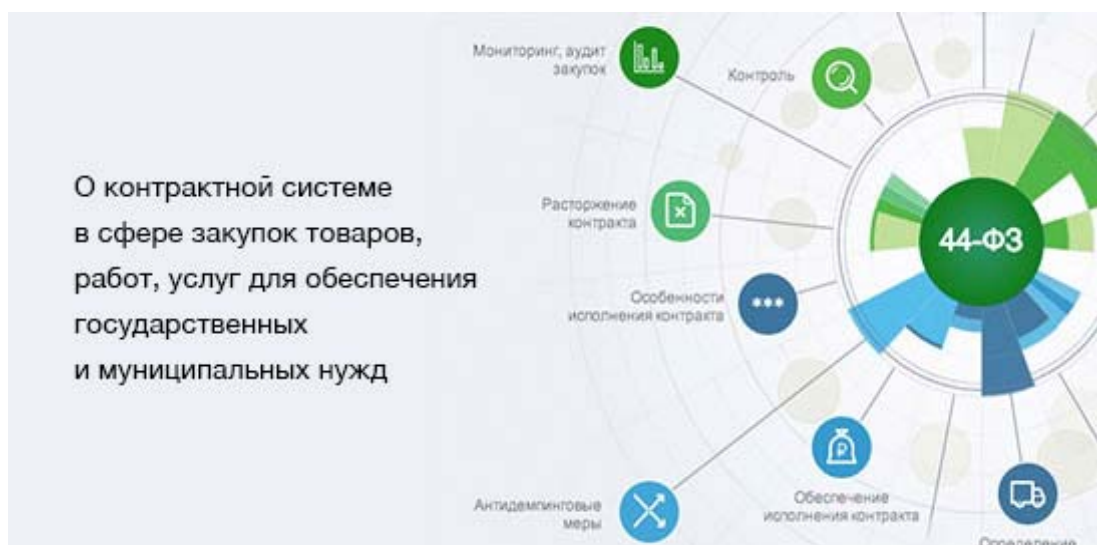 О контрактной системе
в сфере закупок товаров,
работ, услуг для обеспечения
государственных
и муниципальных нужд
Мониторинг, аудит
закупок
Контроль
Расторжение
контракта
44-ФЗ
Особенности
исполнения контракта
Обеспечение
исполнения контракта
Антидемпинговые
меры
Определение